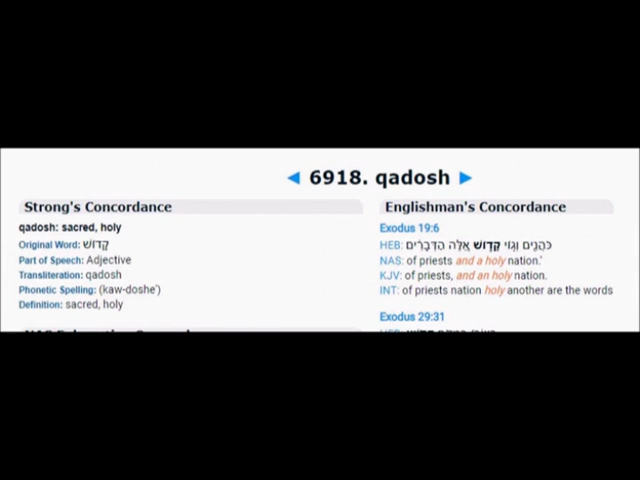 ◄ 6918. qadosh ►
Strong's Concordance
qadosh: sacred, holy
Original Word: קָדוֹשׁ
Part of Speech: Adjective
Transliteration: qadosh
Phonetic Spelling: (kaw-doshe')
Definition: sacred, holy
Englishman's Concordance
Exodus 19:6
HEB: כֹּהֲנִ֖ים וְג֣וֹי קָד֑וֹשׁ אֵ֚לֶּה הַדְּבָרִ֔ים
NAS: of priests and a holy nation.'
KJV: of priests, and an holy nation.
INT: of priests nation holy another are the words
Exodus 29:31